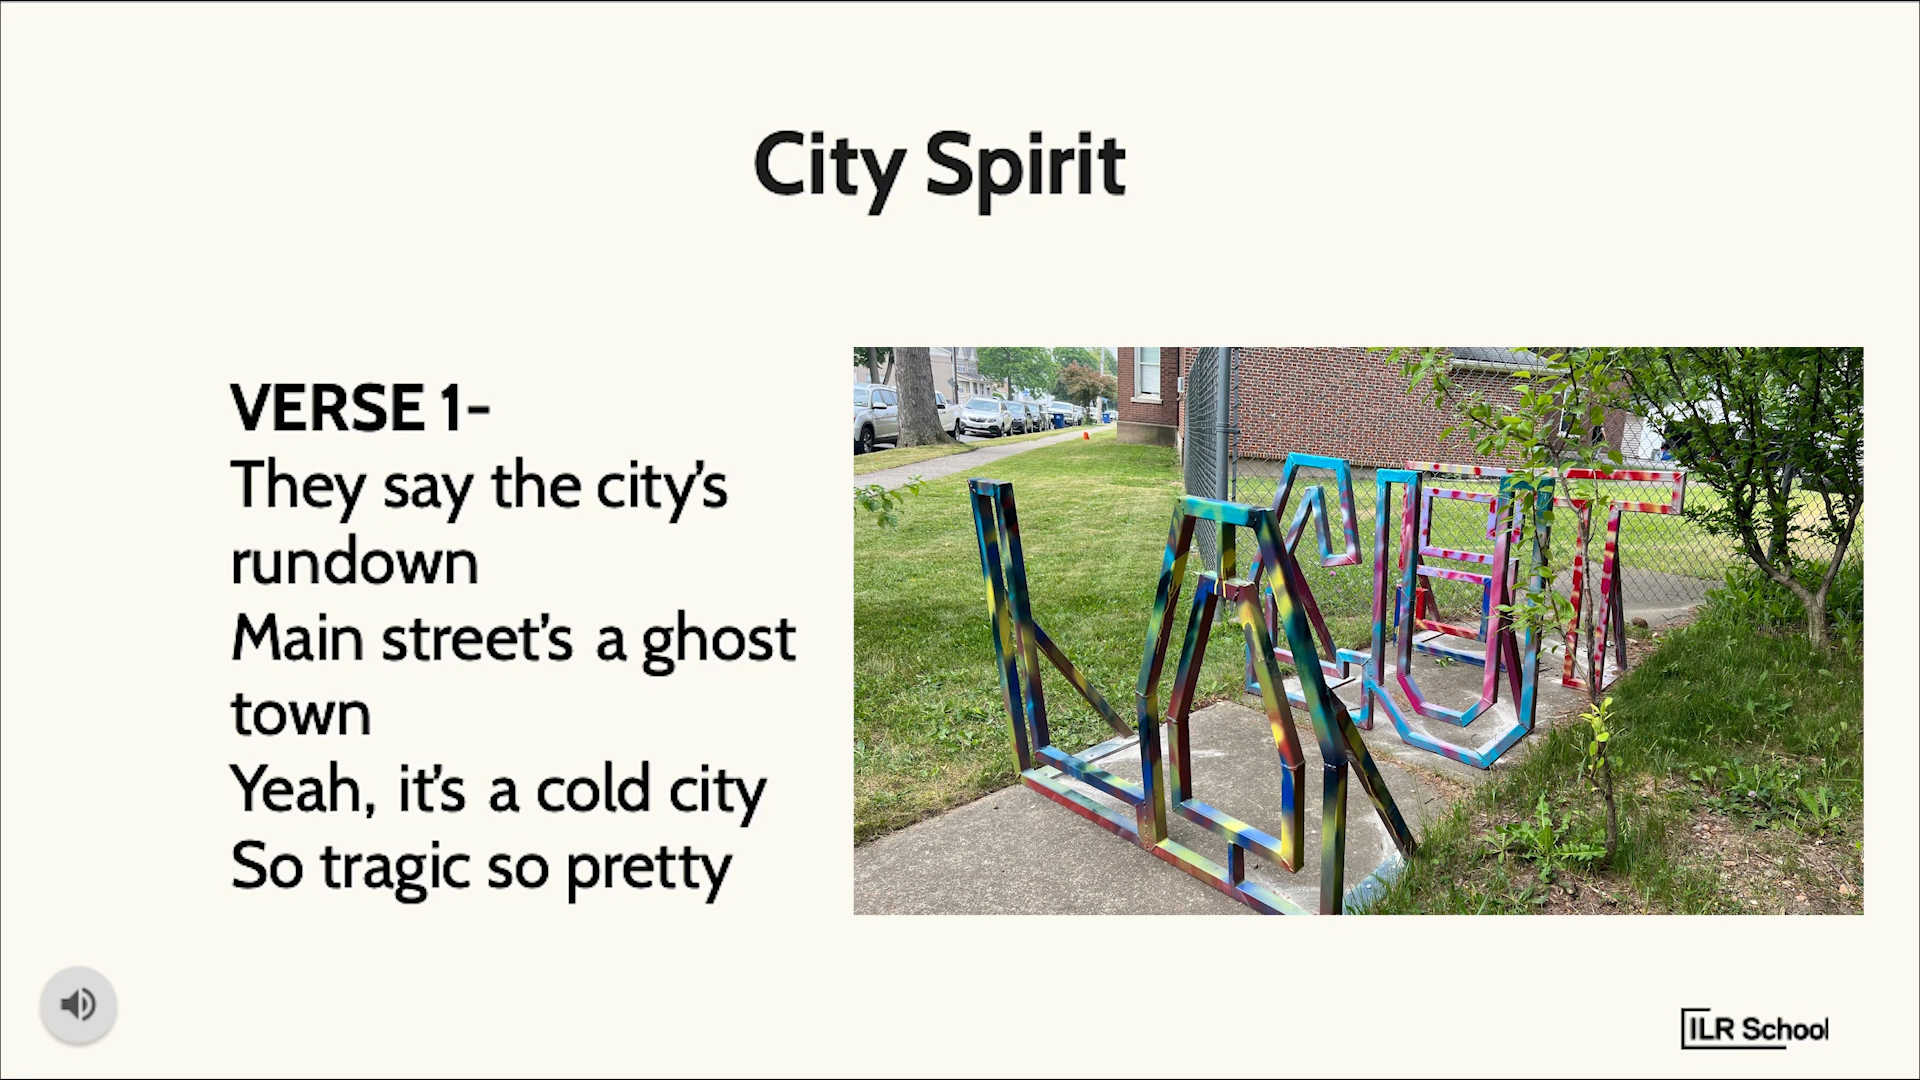 City Spirit
VERSE 1-
They say the city's
rundown
Main street's a ghost
town
Yeah, it's a cold city
So tragic so pretty
ILR School